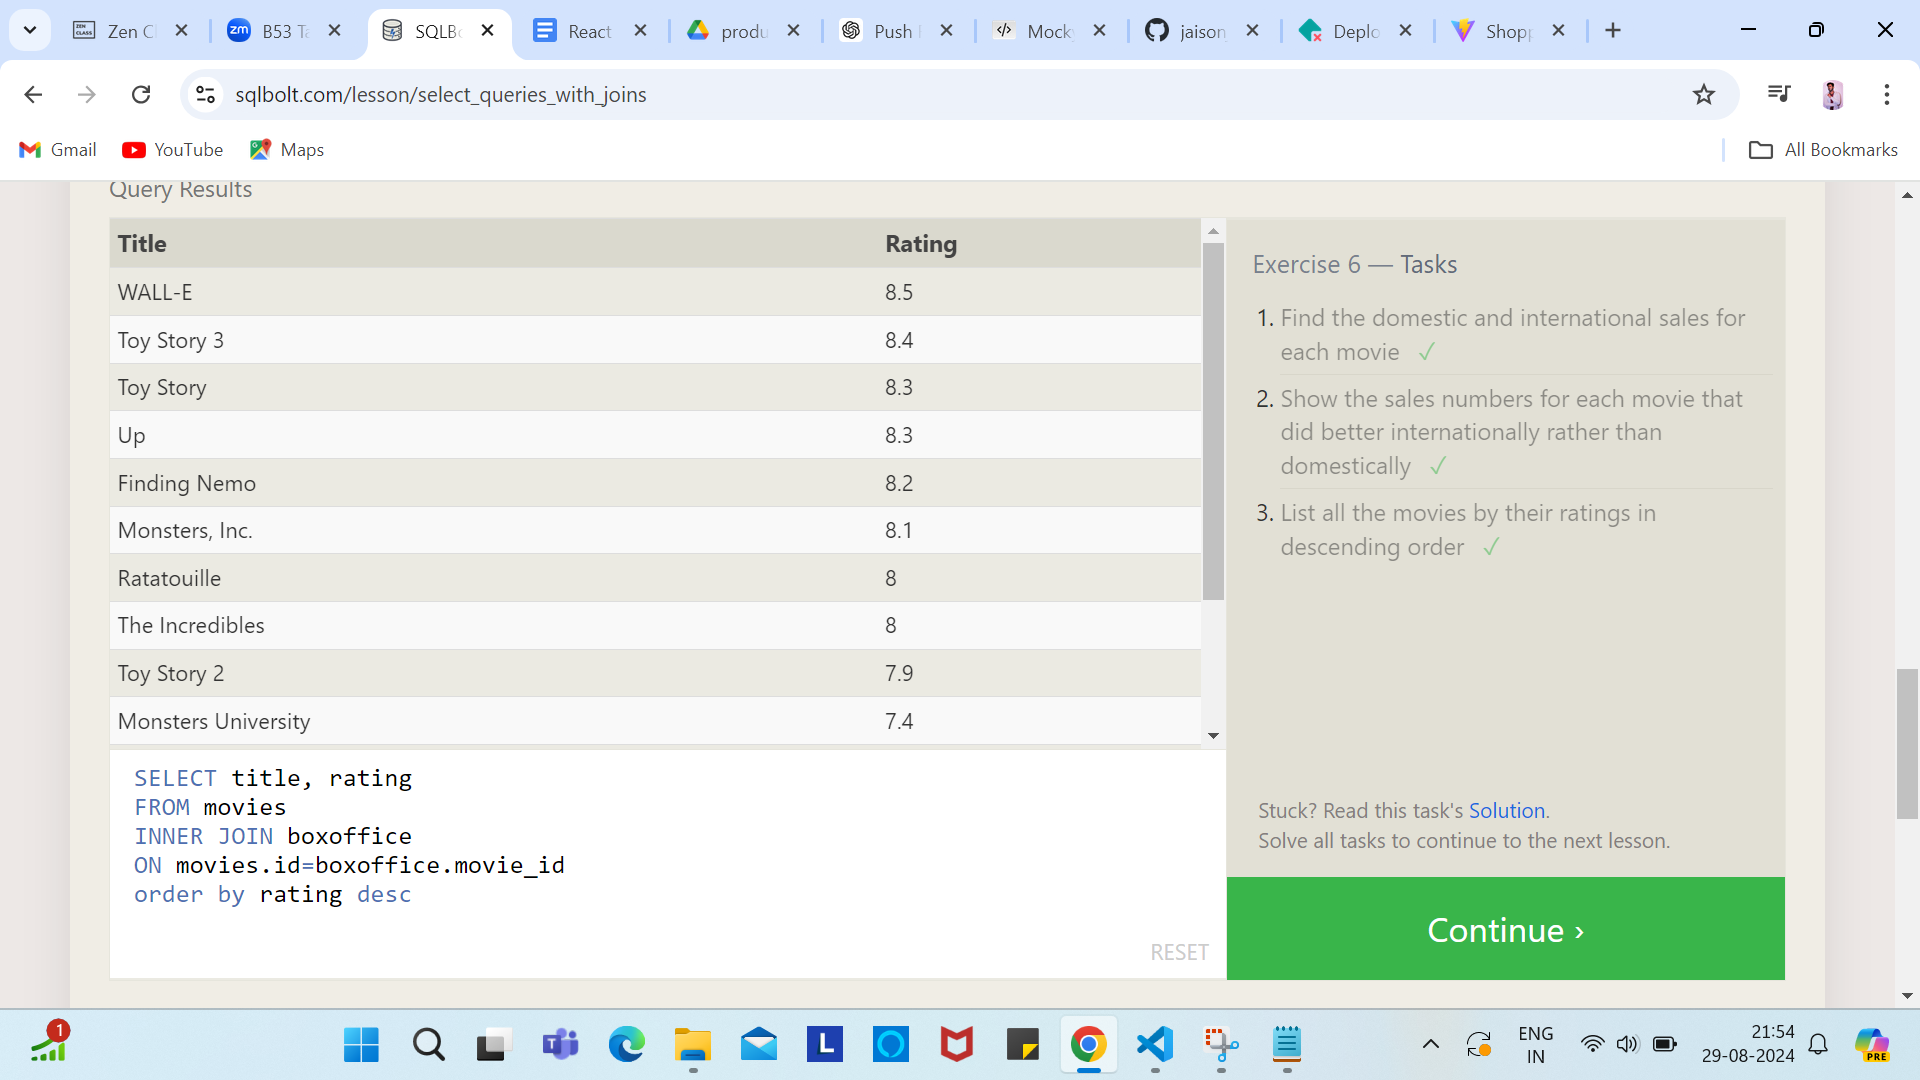 Zen C
B53 Ta
SQLB
React
produ
Push
Mock
jaison
Deplo
Shopp
sqlbolt.com/lesson/select_queries_with_joins
Gmail
YouTube
Maps
All Bookmarks
Query Results
Title Rating
WALL-E 8.5
Toy Story 3 8.4
Toy Story 8.3
Up 8.3
Finding Nemo 8.2
Monsters, Inc. 8.1
Ratatouille 8
The Incredibles 8
Toy Story 2 7.9
Monsters University 7.4
SELECT title, rating
FROM movies
INNER JOIN boxoffice
ON movies.id=boxoffice.movie_id
order by rating desc
RESET
Exercise 6 — Tasks
1. Find the domestic and international sales for
each movie ✓
2. Show the sales numbers for each movie that
did better internationally rather than
domestically ✓
3. List all the movies by their ratings in
descending order ✓
Stuck? Read this task's Solution.
Solve all tasks to continue to the next lesson.
Continue ›
1
ENG
IN
21:54
29-08-2024
PRE